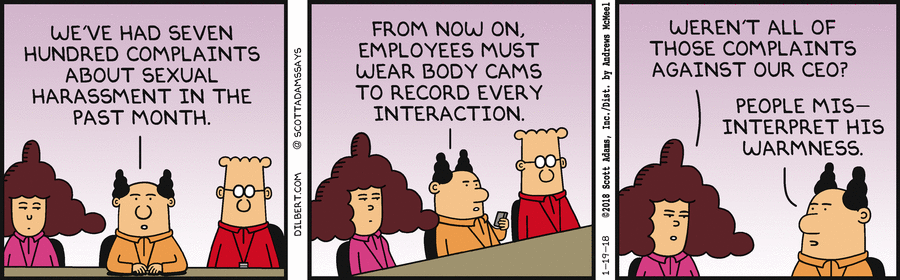 WE'VE HAD SEVEN
HUNDRED COMPLAINTS
ABOUT SEXUAL
HARASSMENT IN THE
PAST MONTH.
DILBERT.COM @SCOTTADAMSSAYS
FROM NOW ON,
EMPLOYEES MUST
WEAR BODY CAMS
TO RECORD EVERY
INTERACTION.
1-19-18 ©2018 Scott Adams, Inc./Dist. by Andrews McMeel
WEREN'T ALL OF
THOSE COMPLAINTS
AGAINST OUR CEO?
PEOPLE MIS-
INTERPRET HIS
WARMNESS.